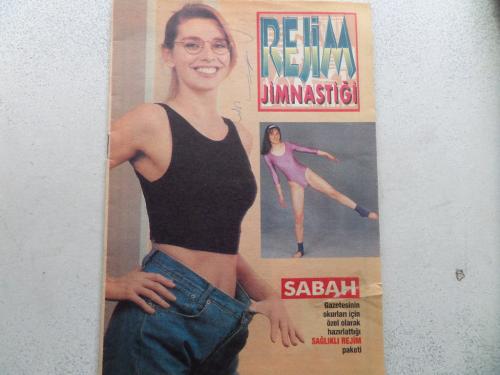 REJİM
JİMNASTİĞİ
SABAH
Gazetesinin
okurları için
özel olarak
hazırlattığı
SAĞLIKLI REJİM
paketi